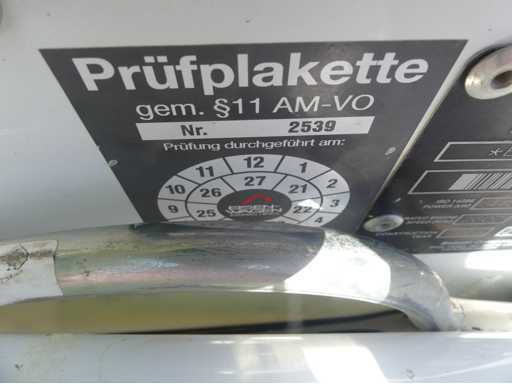 Prüfplakette
gem. §11 AM-VO
Nr. 2539
Prüfung durchgeführt am:
11 12 1
10 26 27 21 2
9 25 22 3
4